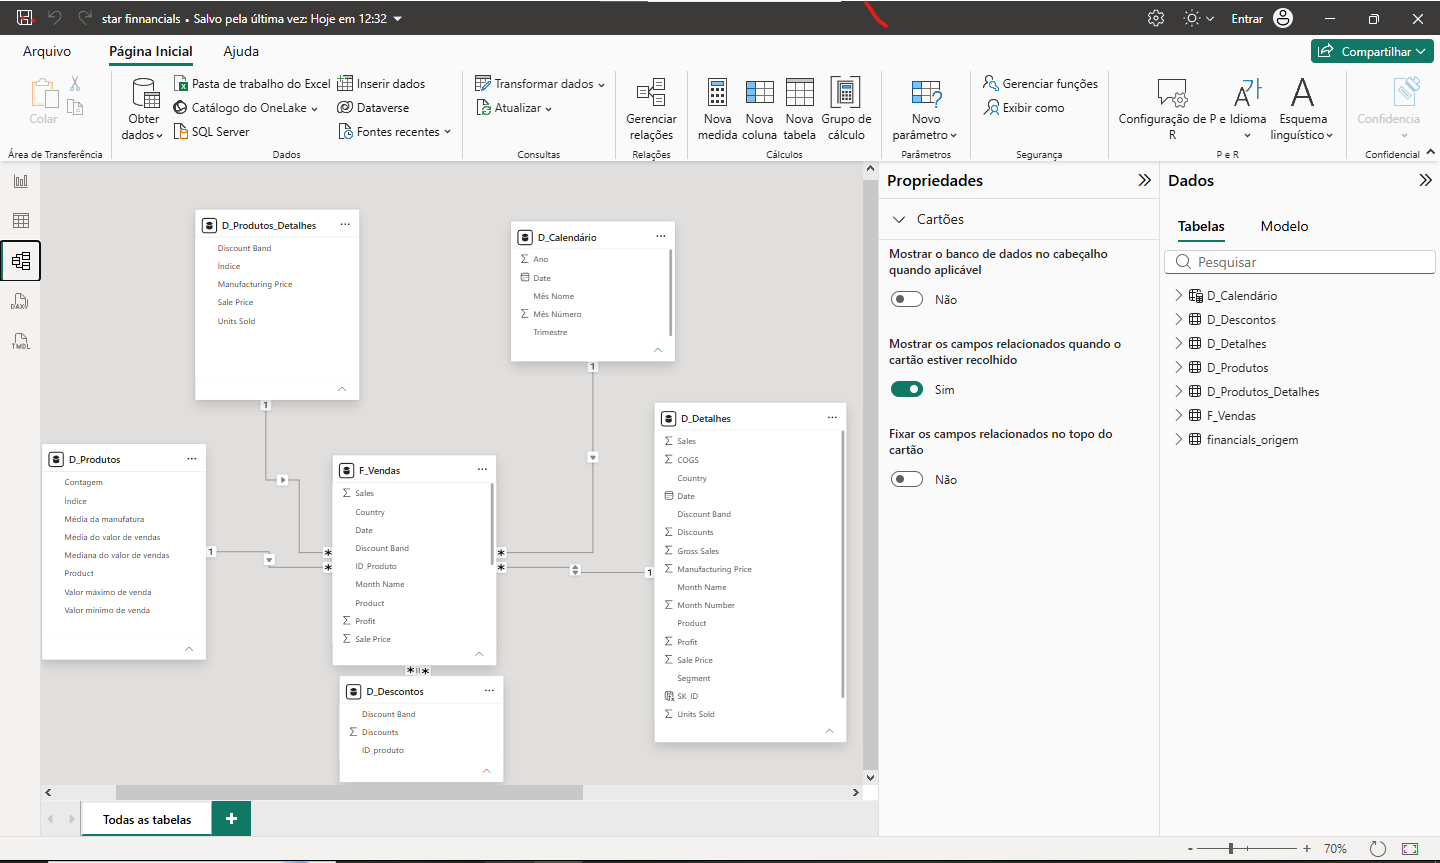 star finnancials • Salvo pela última vez: Hoje em 12:32
Entrar
Arquivo
Página Inicial
Ajuda
Compartilhar
Colar
Área de Transferência
Obter dados
Pasta de trabalho do Excel
Catálogo do OneLake
SQL Server
Inserir dados
Dataverse
Fontes recentes
Dados
Transformar dados
Atualizar
Consultas
Gerenciar relações
Relações
Nova medida
Nova coluna
Nova tabela
Grupo de cálculo
Cálculos
Novo parâmetro
Parâmetros
Gerenciar funções
Exibir como
Segurança
Configuração de P e R
Idioma
Esquema linguístico
P e R
Confidencia
Confidencial
DAX
TMDL
D_Produtos_Detalhes
Discount Band
Índice
Manufacturing Price
Sale Price
Units Sold
1
D_Calendário
Ano
Date
Mês Nome
Mês Número
Trimestre
1
D_Produtos
Contagem
Índice
Média da manufatura
Média do valor de vendas
Mediana do valor de vendas
Product
Valor máximo de venda
Valor minimo de venda
1
F_Vendas
Sales
Country
Date
Discount Band
ID_Produto
Month Name
Product
Profit
Sale Price
* * * * * *
D_Descontos
Discount Band
Discounts
ID_produto
1
D_Detalhes
Sales
COGS
Country
Date
Discount Band
Discounts
Gross Sales
Manufacturing Price
Month Name
Month Number
Product
Profit
Sale Price
Segment
SK_ID
Units Sold
Propriedades
Cartões
Mostrar o banco de dados no cabeçalho
quando aplicável
Não
Mostrar os campos relacionados quando o
cartão estiver recolhido
Sim
Fixar os campos relacionados no topo do
cartão
Não
Dados
Tabelas
Modelo
Pesquisar
D_Calendário
D_Descontos
D_Detalhes
D_Produtos
D_Produtos_Detalhes
F_Vendas
financials_origem
Todas as tabelas
+
- + 70%